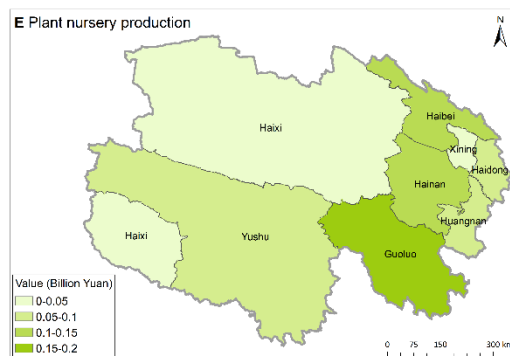 E Plant nursery production
N
Haibei
Haixi
Xining
Haidong
Hainan
Huangnan
Haixi
Yushu
Guoluo
Value (Billion Yuan)
0-0.05
0.05-0.1
0.1-0.15
0.15-0.2
0 75 150 300 km